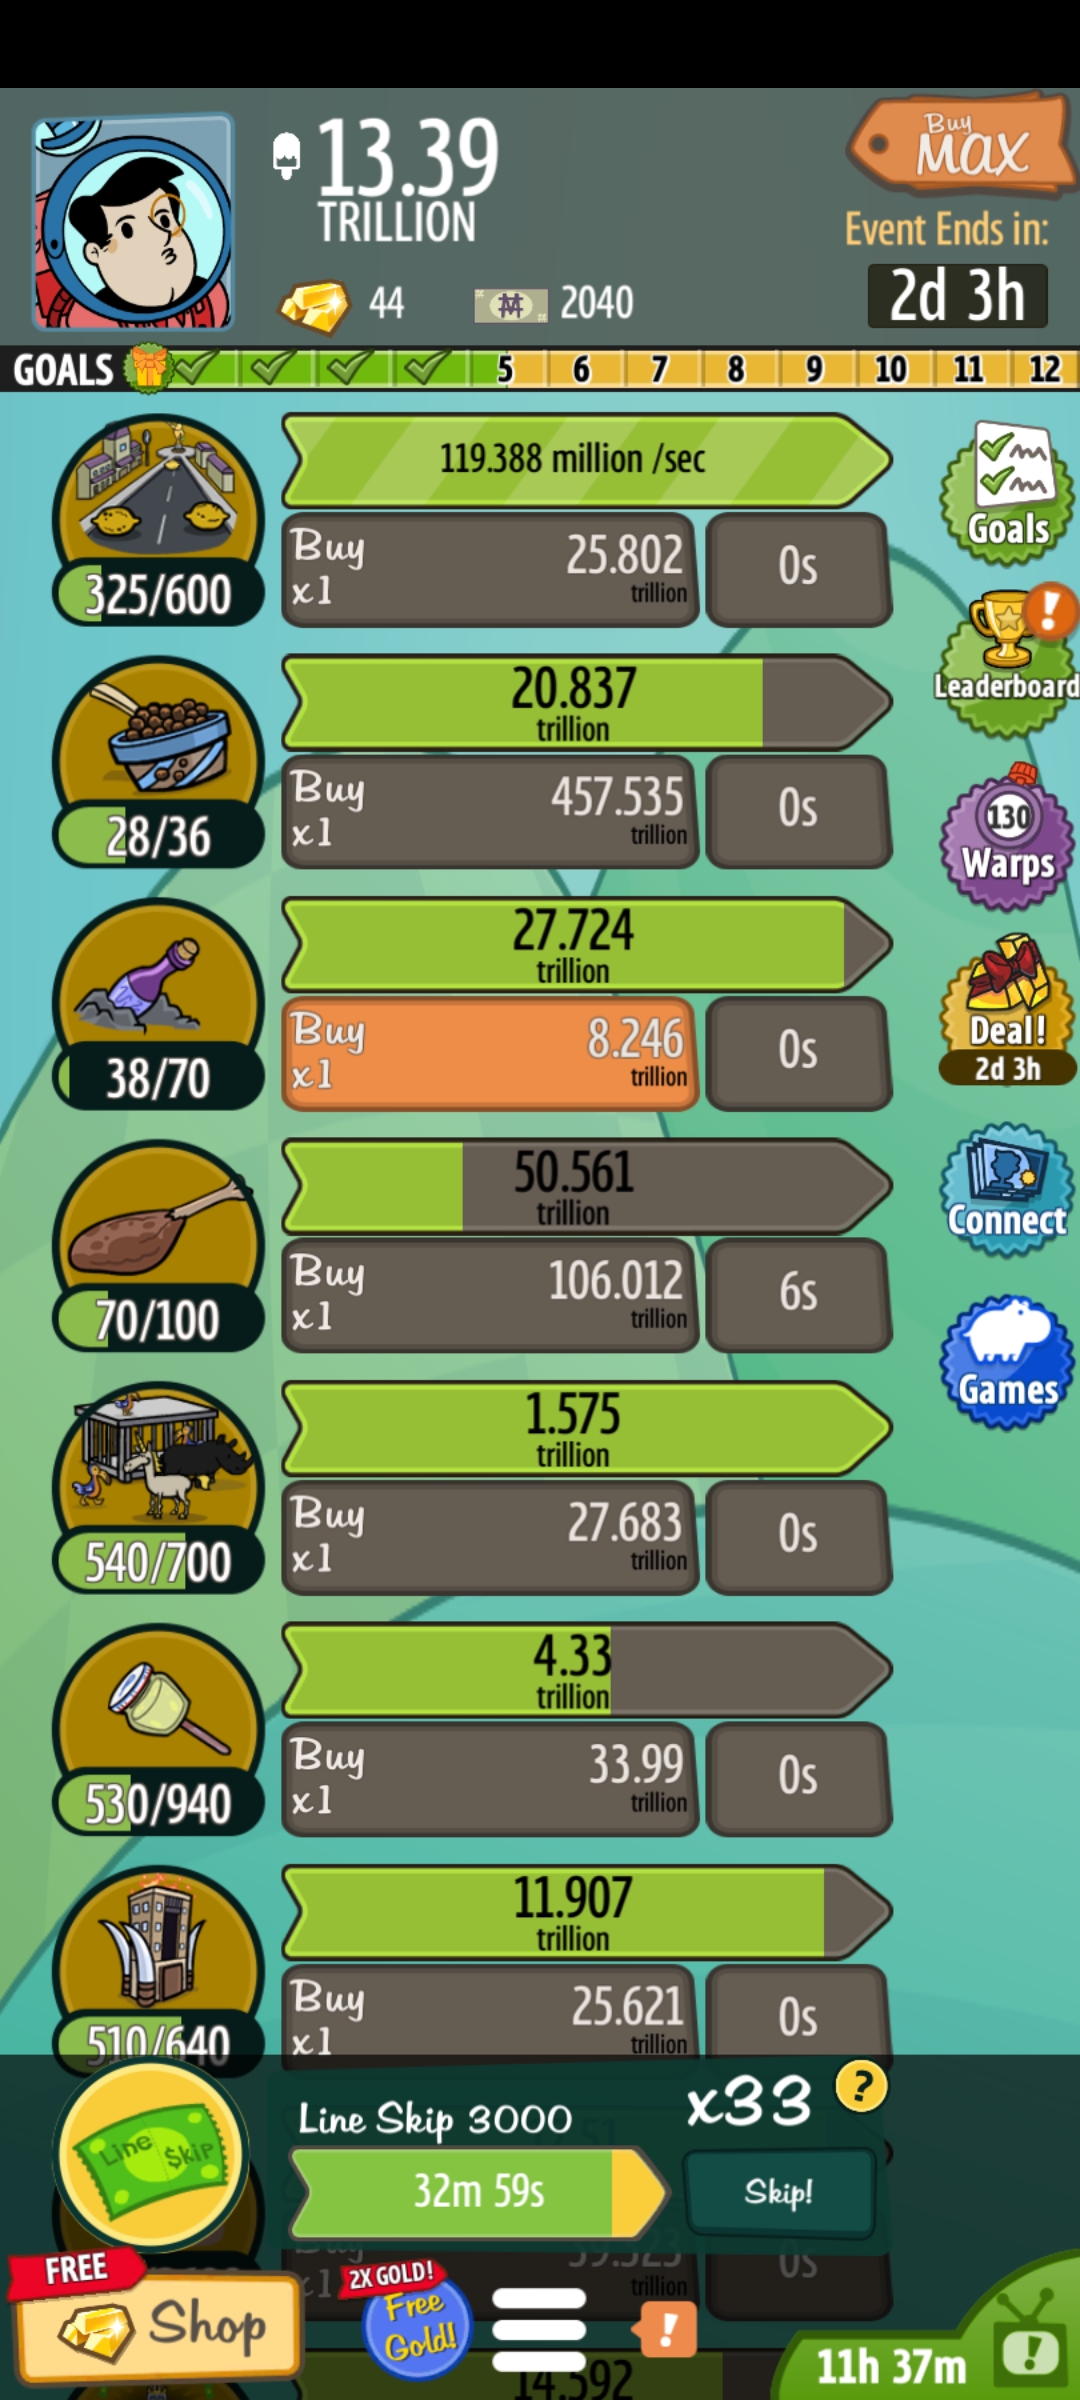 13.39
TRILLION
Buy
MAX
Event Ends in:
2d 3h
44
2040
GOALS
5 6 7 8 9 10 11 12
119.388 million /sec
Buy
x1
25.802
trillion
0s
325/600
Goals
20.837
trillion
Buy
x1
457.535
trillion
0s
28/36
Leaderboard
130
Warps
27.724
trillion
Buy
x1
8.246
trillion
0s
38/70
Deal!
2d 3h
50.561
trillion
Buy
x1
106.012
trillion
6s
70/100
Connect
Games
1.575
trillion
Buy
x1
27.683
trillion
0s
540/700
4.33
trillion
Buy
x1
33.99
trillion
0s
530/940
11.907
trillion
Buy
x1
25.621
trillion
0s
510/640
Line Skip 3000
x33
?
Line $kip
32m 59s
Skip!
trillion
0s
FREE
Shop
2X GOLD!
Free
Gold!
!
14.592
11h 37m